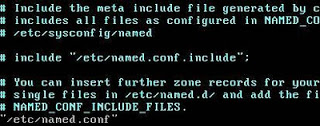 # Include the meta include file generated by c
# includes all files as configured in NAMED_CO
# /etc/sysconfig/named
#
# include "/etc/named.conf.include";
#
# You can insert further zone records for your
# single files in /etc/named.d/ and add the fi
# NAMED_CONF_INCLUDE_FILES.
"/etc/named.conf"